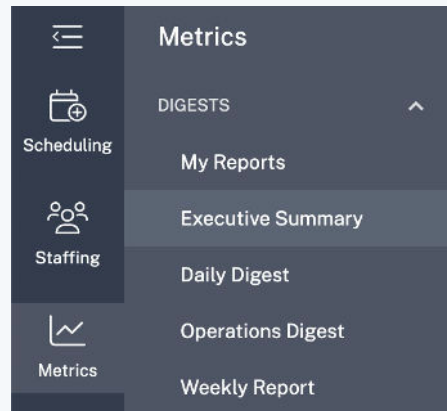 Metrics
DIGESTS
Scheduling
My Reports
Executive Summary
Staffing
Daily Digest
Operations Digest
Metrics
Weekly Report